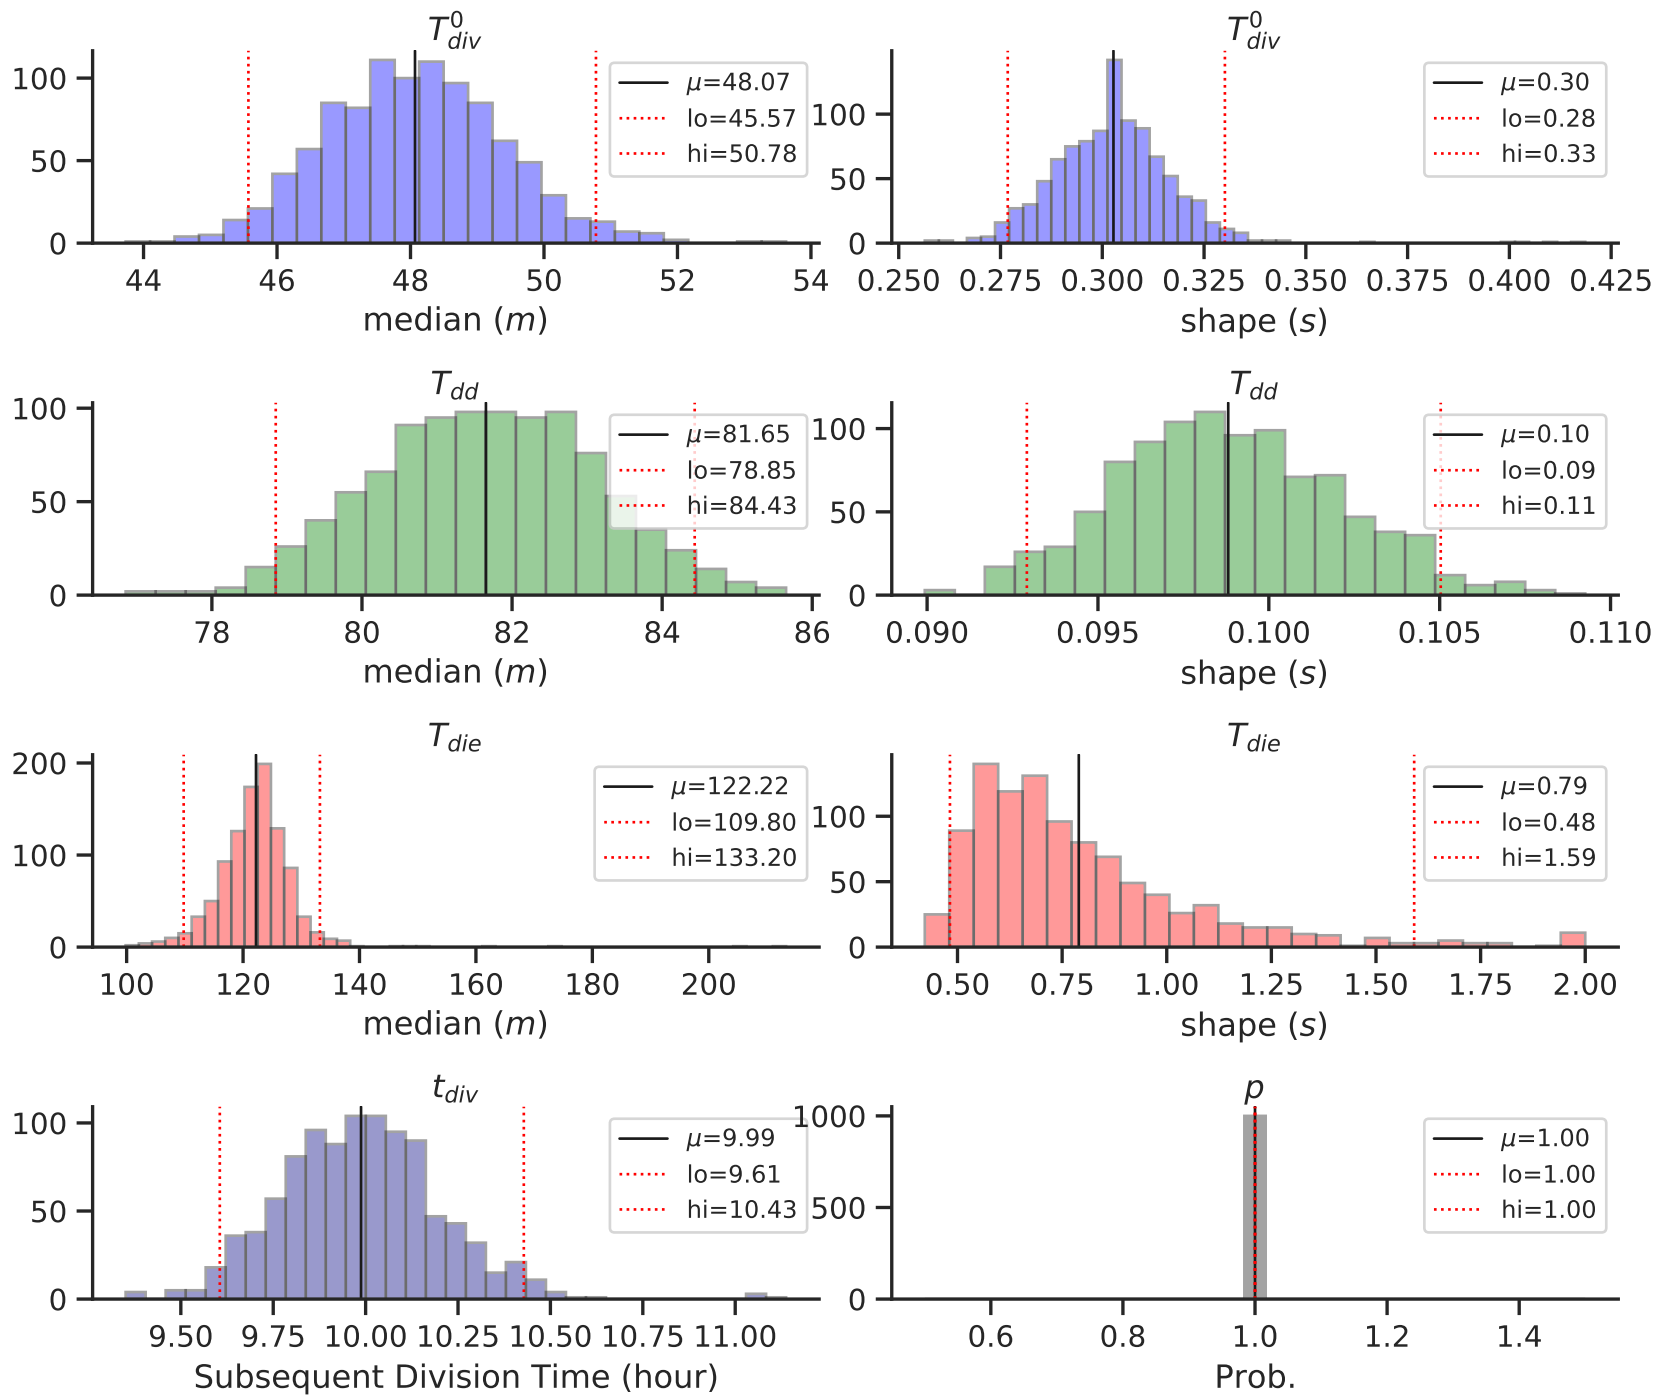 T⁰div
100
50
0
μ=48.07
lo=45.57
hi=50.78
44 46 48 50 52 54
median (m)
T⁰div
100
50
0
μ=0.30
lo=0.28
hi=0.33
0.250 0.275 0.300 0.325 0.350 0.375 0.400 0.425
shape (s)
Tdd
100
50
0
μ=81.65
lo=78.85
hi=84.43
78 80 82 84 86
median (m)
Tdd
100
50
0
μ=0.10
lo=0.09
hi=0.11
0.090 0.095 0.100 0.105 0.110
shape (s)
Tdie
200
100
0
μ=122.22
lo=109.80
hi=133.20
100 120 140 160 180 200
median (m)
Tdie
100
50
0
μ=0.79
lo=0.48
hi=1.59
0.50 0.75 1.00 1.25 1.50 1.75 2.00
shape (s)
tdiv
100
50
0
μ=9.99
lo=9.61
hi=10.43
9.50 9.75 10.00 10.25 10.50 10.75 11.00
Subsequent Division Time (hour)
p
1000
500
0
μ=1.00
lo=1.00
hi=1.00
0.6 0.8 1.0 1.2 1.4
Prob.